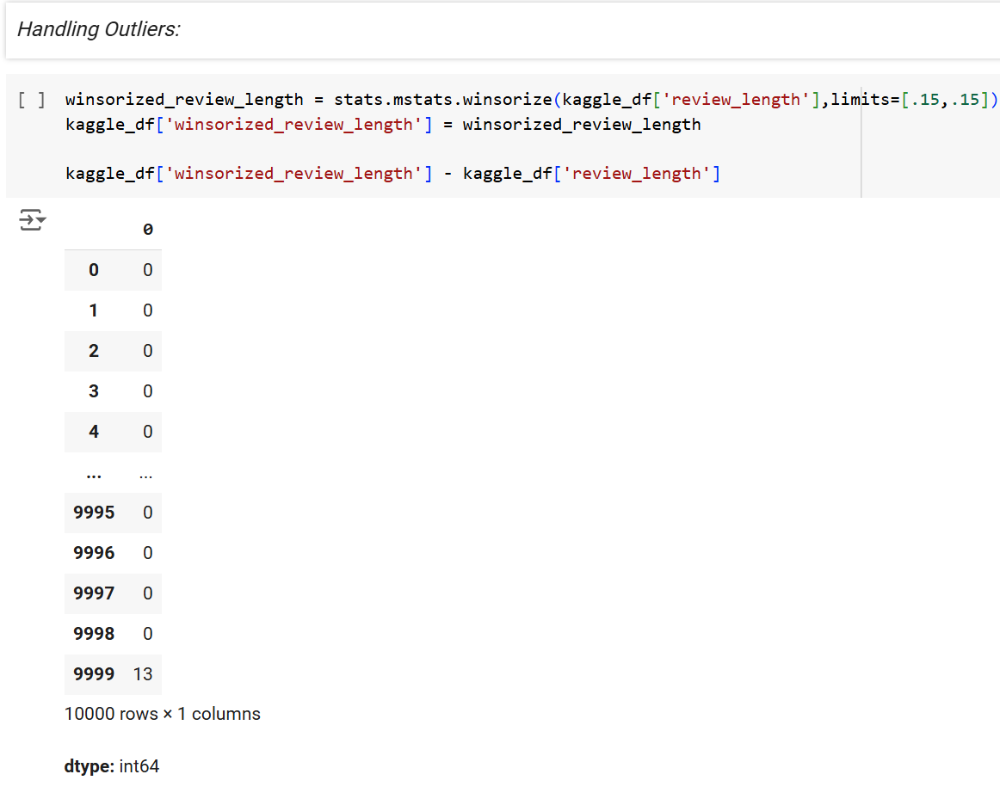 Handling Outliers:
[ ] winsorized_review_length = stats.mstats.winsorize(kaggle_df['review_length'],limits=[.15,.15])
kaggle_df['winsorized_review_length'] = winsorized_review_length
kaggle_df['winsorized_review_length'] - kaggle_df['review_length']
0
0 0
1 0
2 0
3 0
4 0
... ...
9995 0
9996 0
9997 0
9998 0
9999 13
10000 rows × 1 columns
dtype: int64